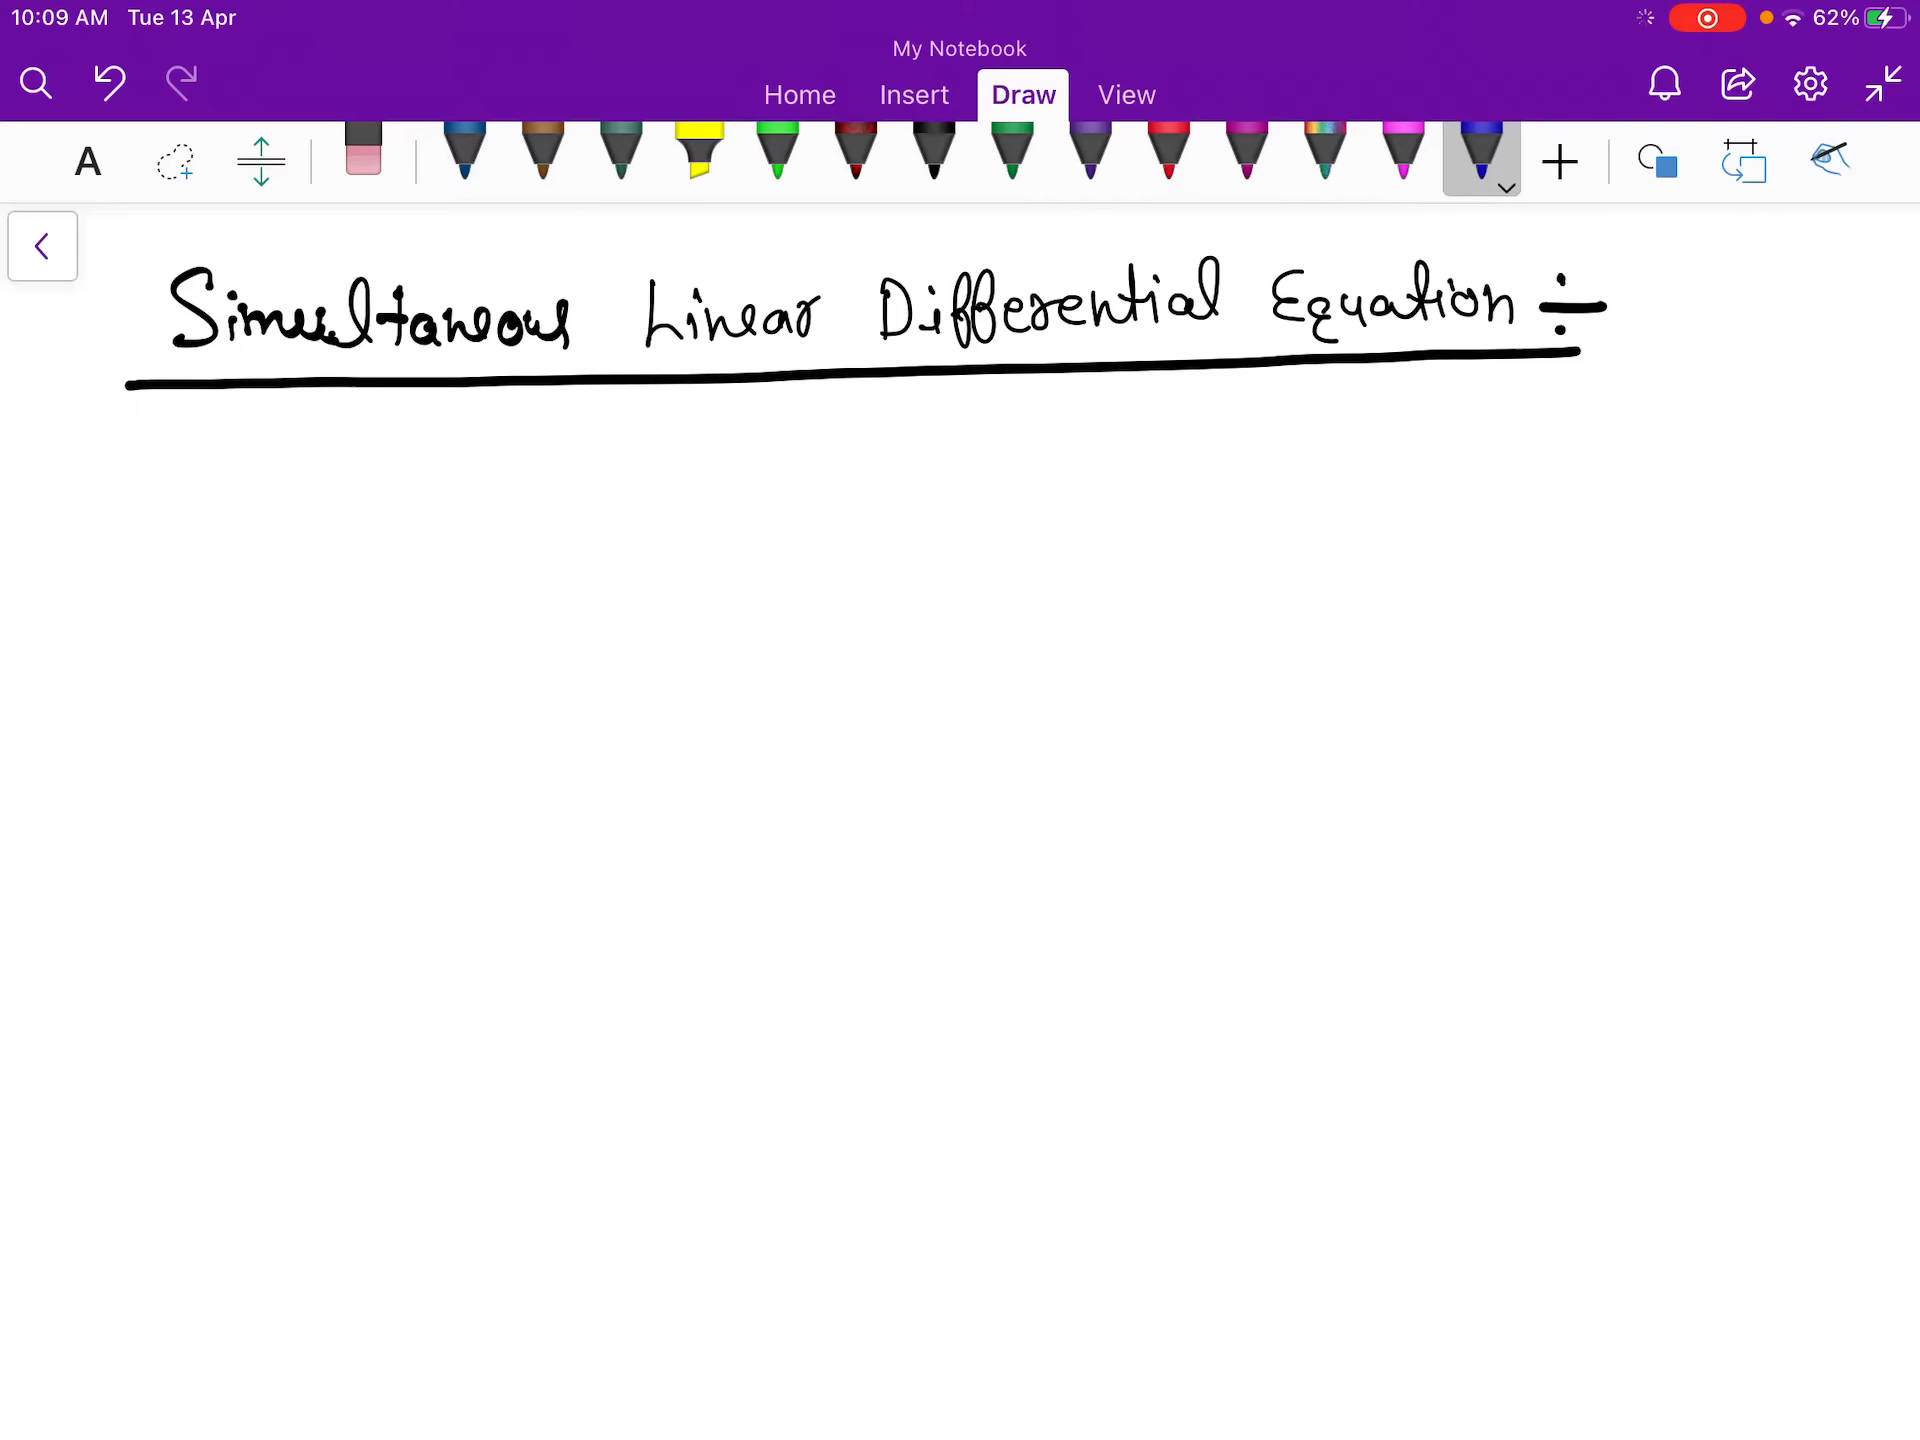 10:09 AM Tue 13 Apr 62%
My Notebook
Home Insert Draw View
A
Simultaneous Linear Differential Equation ÷